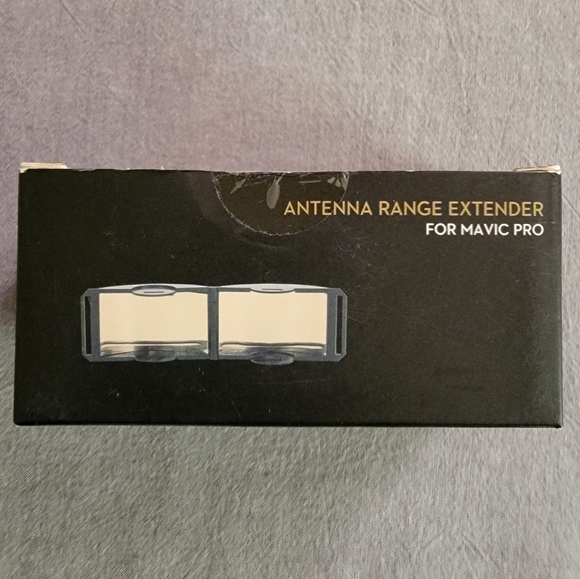 ANTENNA RANGE EXTENDER
FOR MAVIC PRO